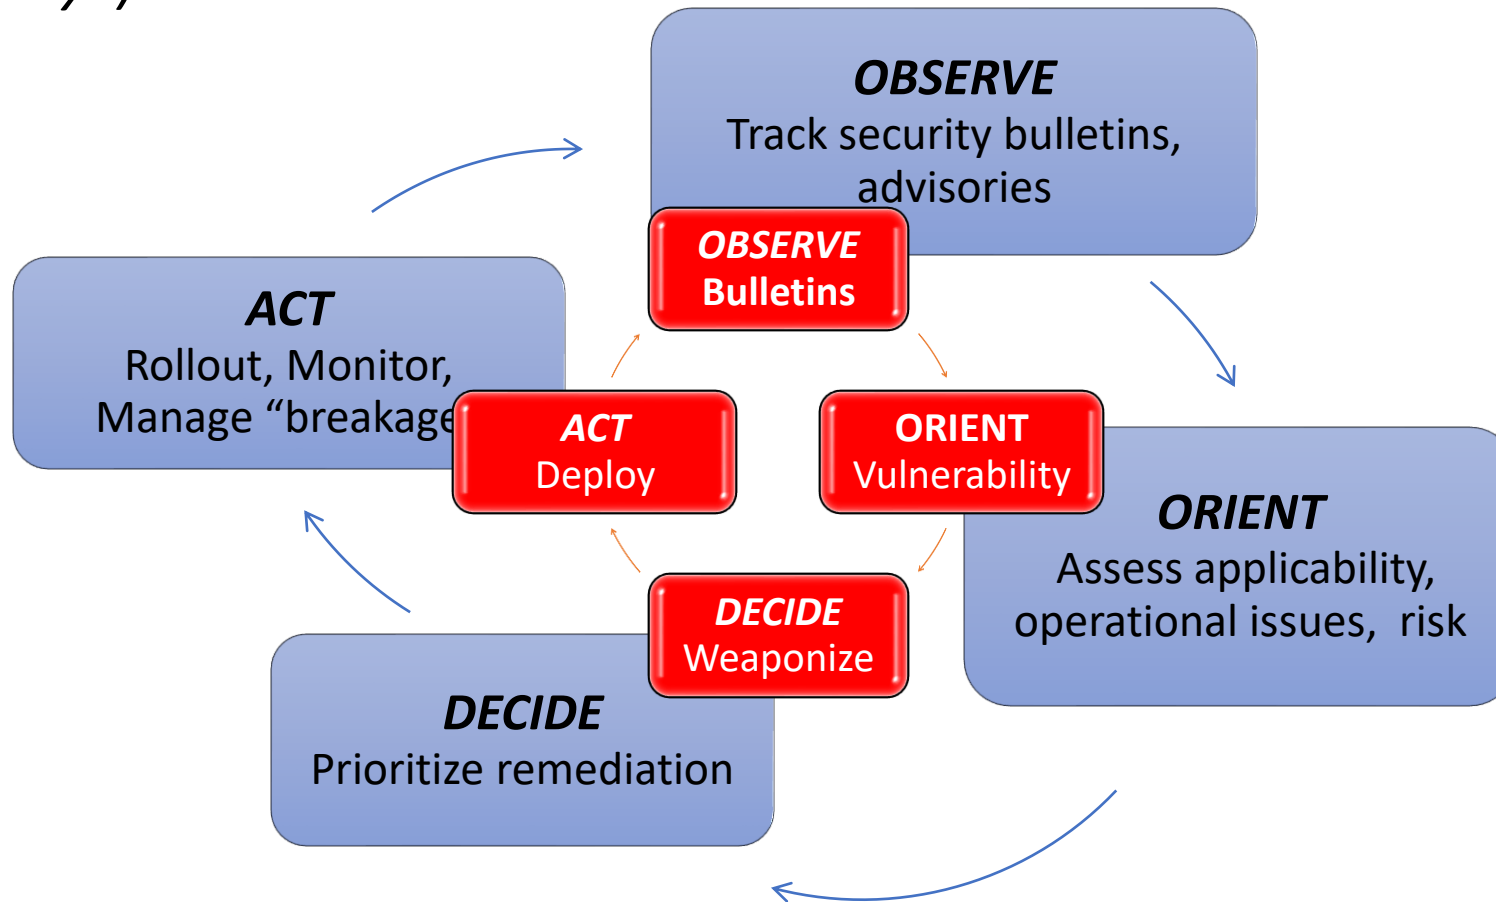 OBSERVE
Track security bulletins,
advisories
OBSERVE
Bulletins
ACT
Rollout, Monitor,
Manage “breakage
ACT
Deploy
ORIENT
Vulnerability
ORIENT
Assess applicability,
operational issues, risk
DECIDE
Weaponize
DECIDE
Prioritize remediation